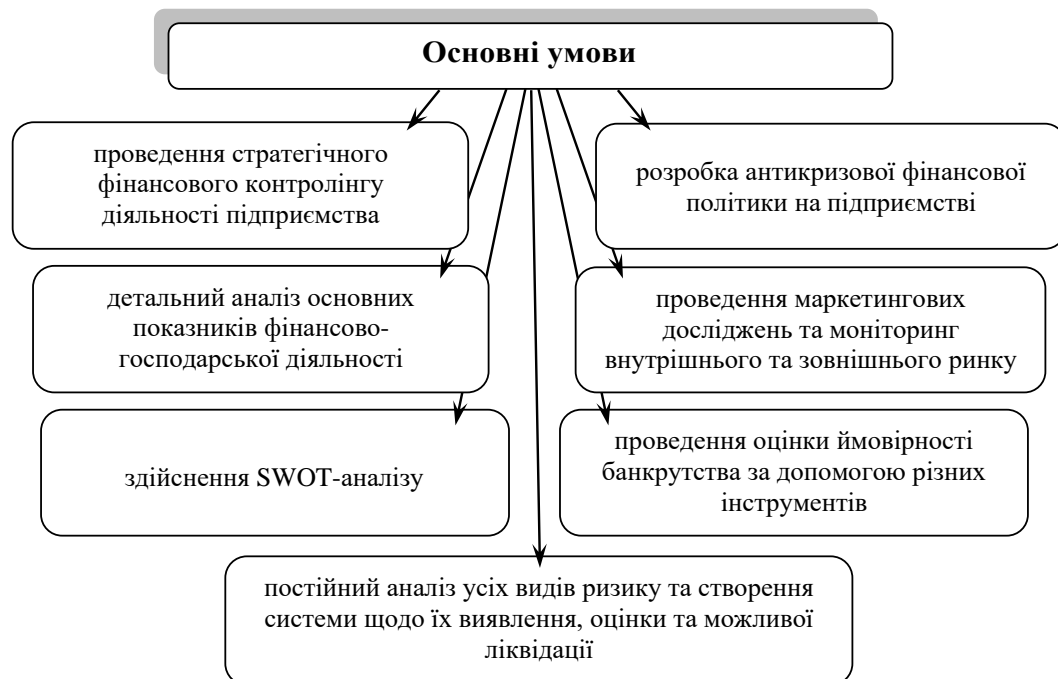 Основні умови
проведення стратегічного
фінансового контролінгу
діяльності підприємства
розробка антикризової фінансової
політики на підприємстві
детальний аналіз основних
показників фінансово-
господарської діяльності
проведення маркетингових
досліджень та моніторинг
внутрішнього та зовнішнього ринку
здійснення SWOT-аналізу
проведення оцінки ймовірності
банкрутства за допомогою різних
інструментів
постійний аналіз усіх видів ризику та створення
системи щодо їх виявлення, оцінки та можливої
ліквідації